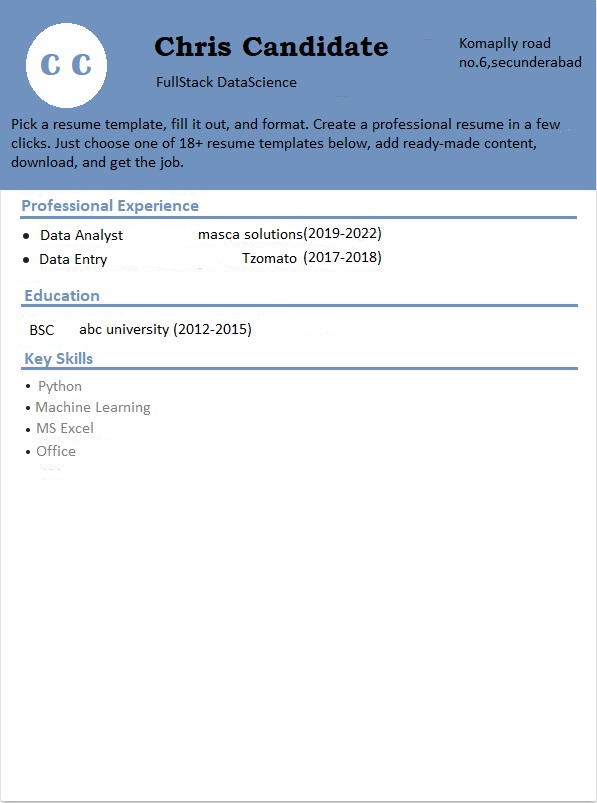 C C
Chris Candidate
FullStack DataScience
Komaplly road
no.6,secunderabad
Pick a resume template, fill it out, and format. Create a professional resume in a few
clicks. Just choose one of 18+ resume templates below, add ready-made content,
download, and get the job.
Professional Experience
• Data Analyst masca solutions(2019-2022)
• Data Entry Tzomato (2017-2018)
Education
BSC abc university (2012-2015)
Key Skills
• Python
• Machine Learning
• MS Excel
• Office